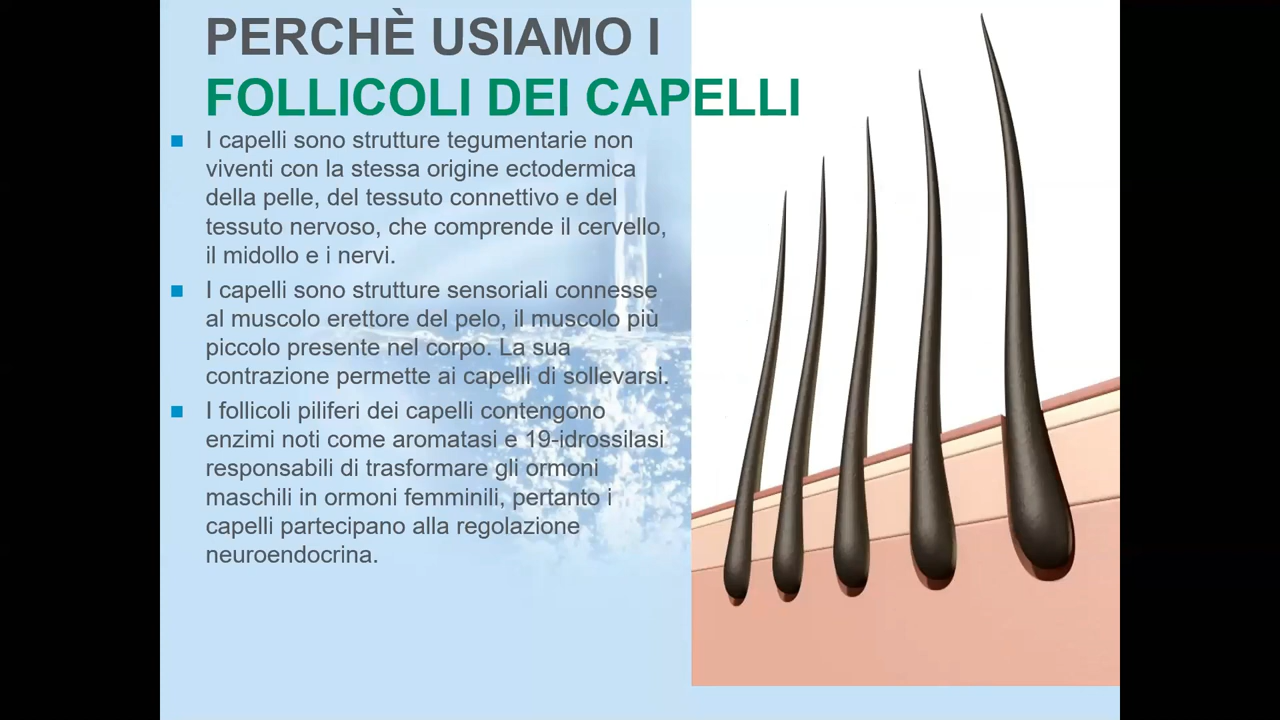 PERCHÈ USIAMO I
FOLLICOLI DEI CAPELLI
I capelli sono strutture tegumentarie non
viventi con la stessa origine ectodermica
della pelle, del tessuto connettivo e del
tessuto nervoso, che comprende il cervello,
il midollo e i nervi.
I capelli sono strutture sensoriali connesse
al muscolo erettore del pelo, il muscolo più
piccolo presente nel corpo. La sua
contrazione permette ai capelli di sollevarsi.
I follicoli piliferi dei capelli contengono
enzimi noti come aromatasi e 19-idrossilasi
responsabili di trasformare gli ormoni
maschili in ormoni femminili, pertanto i
capelli partecipano alla regolazione
neuroendocrina.